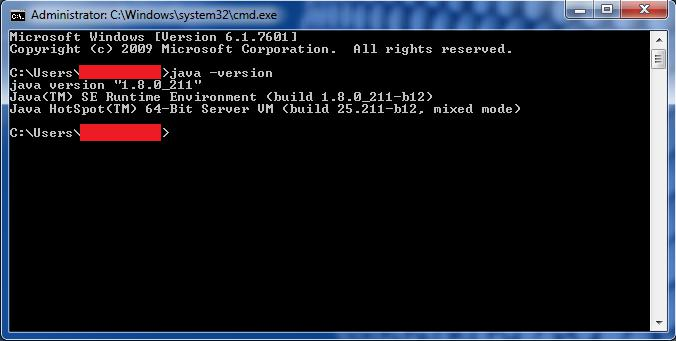 Administrator: C:\Windows\system32\cmd.exe
Microsoft Windows [Version 6.1.7601]
Copyright (c) 2009 Microsoft Corporation.  All rights reserved.
C:\Users\>java -version
java version "1.8.0_211"
Java(TM) SE Runtime Environment (build 1.8.0_211-b12)
Java HotSpot(TM) 64-Bit Server VM (build 25.211-b12, mixed mode)
C:\Users\>